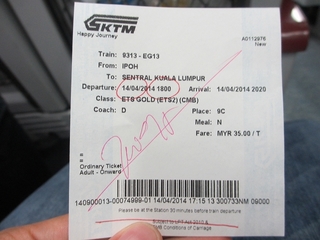 KTM
Happy Journey
A0112976
New
Train: 9313 - EG13
From: IPOH
To: SENTRAL KUALA LUMPUR
Departure: 14/04/2014 1800 Arrival: 14/04/2014 2020
Class: ETS GOLD (ETS2) (CMB)
Coach: D Place: 9C
Menu: N
Fare: MYR 35.00 / T
Ordinary Ticket
Adult - Onward
140900013-00074999-01 14/04/2014 17:15 13 300733NM 09000
Please be at the Station 30 minutes before train departure